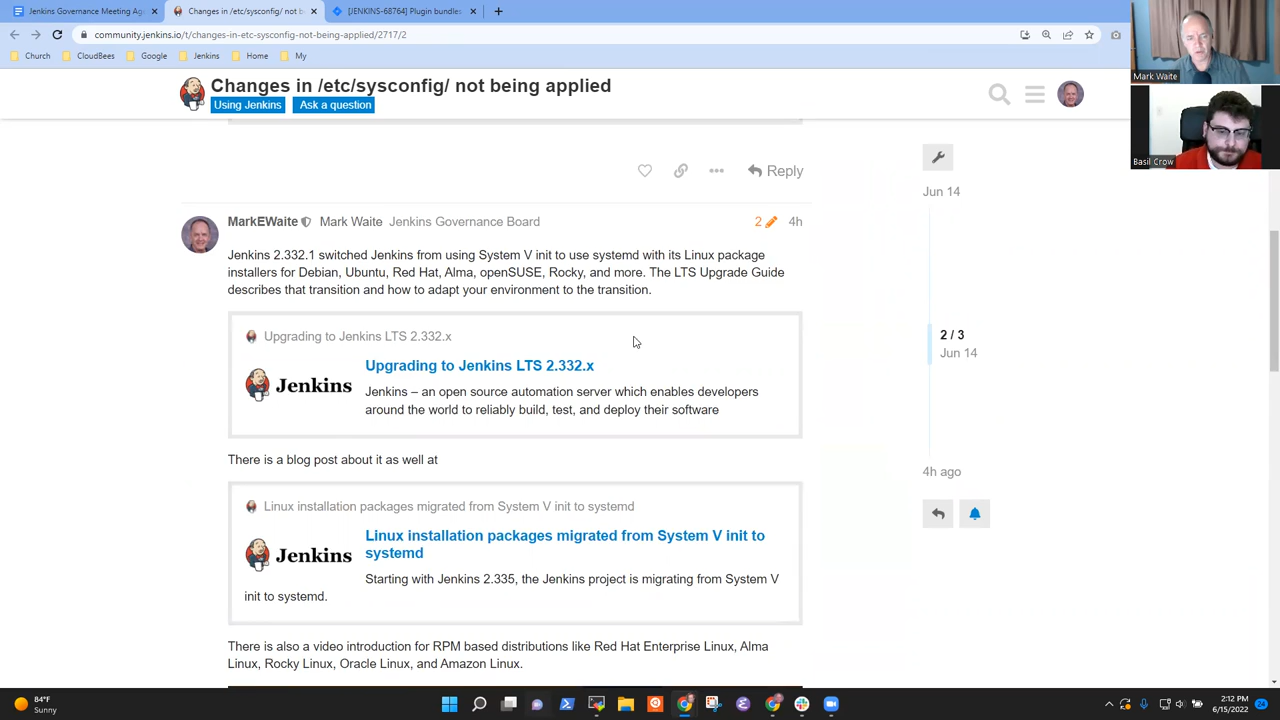 Jenkins Governance Meeting Ag
Changes in /etc/sysconfig/ not b
[JENKINS-68764] Plugin bundles
community.jenkins.io/t/changes-in-etc-sysconfig-not-being-applied/2717/2
Church
CloudBees
Google
Jenkins
Home
My
Mark Waite
Basil Crow
Changes in /etc/sysconfig/ not being applied
Using Jenkins Ask a question
Reply
Jun 14
MarkEWaite Mark Waite Jenkins Governance Board 2 4h
Jenkins 2.332.1 switched Jenkins from using System V init to use systemd with its Linux package
installers for Debian, Ubuntu, Red Hat, Alma, openSUSE, Rocky, and more. The LTS Upgrade Guide
describes that transition and how to adapt your environment to the transition.
Upgrading to Jenkins LTS 2.332.x
Upgrading to Jenkins LTS 2.332.x
Jenkins
Jenkins – an open source automation server which enables developers
around the world to reliably build, test, and deploy their software
2 / 3
Jun 14
There is a blog post about it as well at
4h ago
Linux installation packages migrated from System V init to systemd
Linux installation packages migrated from System V init to
systemd
Jenkins
Starting with Jenkins 2.335, the Jenkins project is migrating from System V
init to systemd.
There is also a video introduction for RPM based distributions like Red Hat Enterprise Linux, Alma
Linux, Rocky Linux, Oracle Linux, and Amazon Linux.
84°F
Sunny
2:12 PM
6/15/2022
24